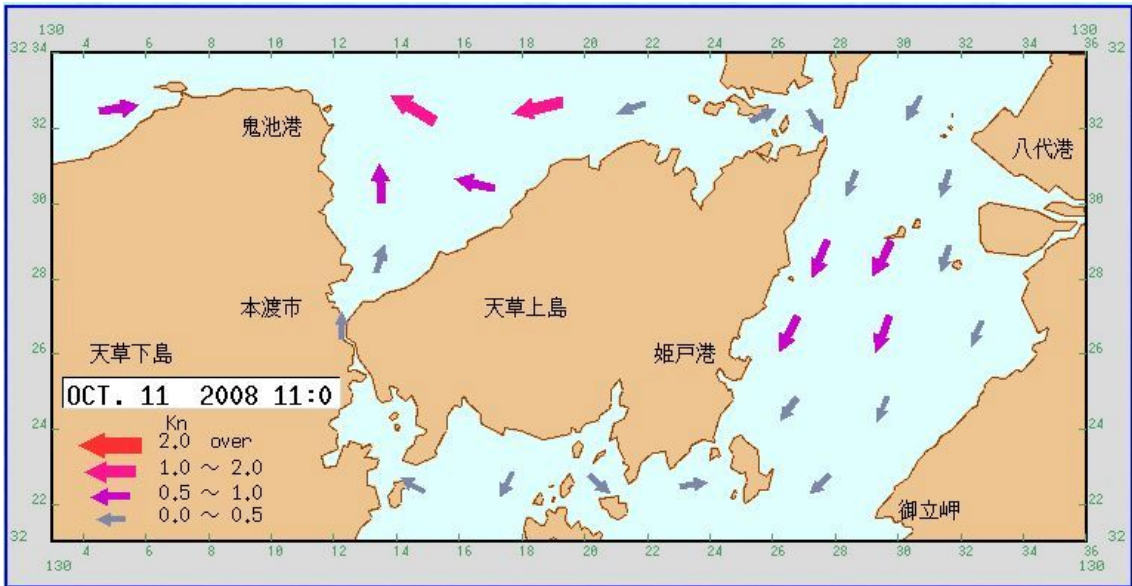 130 130
32 34 4 6 8 10 12 14 16 18 20 22 24 26 28 30 32 34 36 32
鬼池港
32 32
八代港
30 30
28 28
本渡市 天草上島
26 天草下島 姫戸港 26
OCT. 11 2008 11:0
Kn
24 2.0 over 24
1.0 ～ 2.0
22 0.5 ～ 1.0 22
0.0 ～ 0.5 御立岬
32 4 6 8 10 12 14 16 18 20 22 24 26 28 30 32 34 36 32
130 130